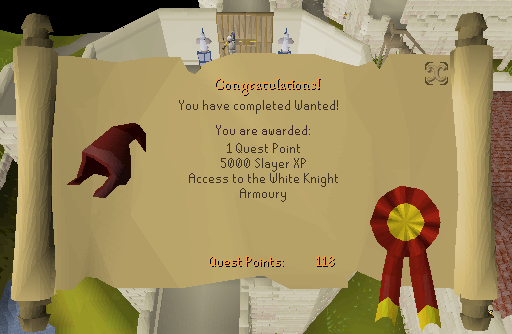 Congratulations!
You have completed Wanted!
You are awarded:
1 Quest Point
5000 Slayer XP
Access to the White Knight
Armoury
Quest Points: 118